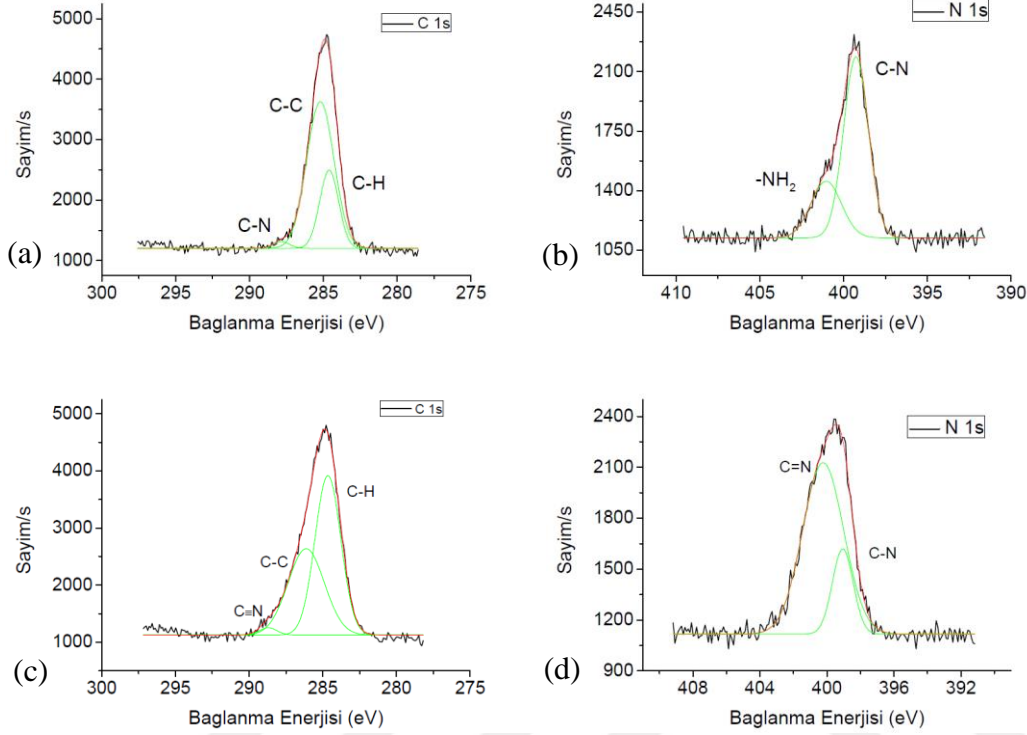 C 1s
5000
4000
3000
2000
1000
Sayim/s
C-C
C-H
C-N
300
295
290
285
280
275
Baglanma Enerjisi (eV)
(a)
N 1s
2450
2100
1750
1400
1050
Sayim/s
C-N
-NH₂
410
405
400
395
390
Baglanma Enerjisi (eV)
(b)
C 1s
5000
4000
3000
2000
1000
Sayim/s
C-H
C-C
C=N
300
295
290
285
280
275
Baglanma Enerjisi (eV)
(c)
N 1s
2400
2100
1800
1500
1200
900
Sayim/s
C=N
C-N
408
404
400
396
392
Baglanma Enerjisi (eV)
(d)